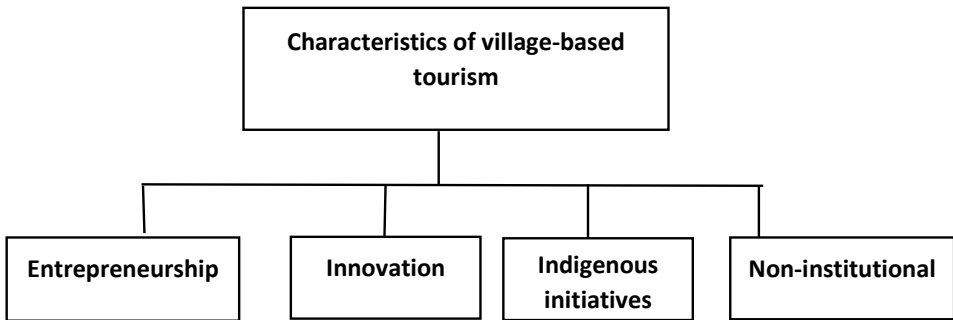 Characteristics of village-based
tourism
Entrepreneurship
Innovation
Indigenous
initiatives
Non-institutional